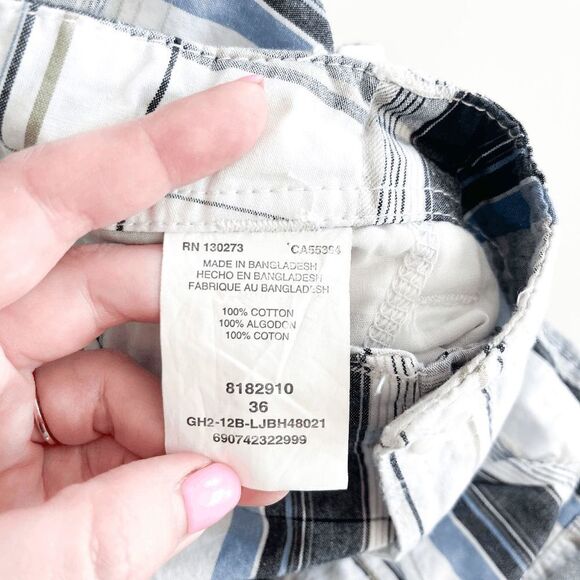 RN 130273 CA55394
MADE IN BANGLADESH
HECHO EN BANGLADESH
FABRIQUE AU BANGLADESH
100% COTTON
100% ALGODON
100% COTON
8182910
36
GH2-12B-LJBH48021
690742322999